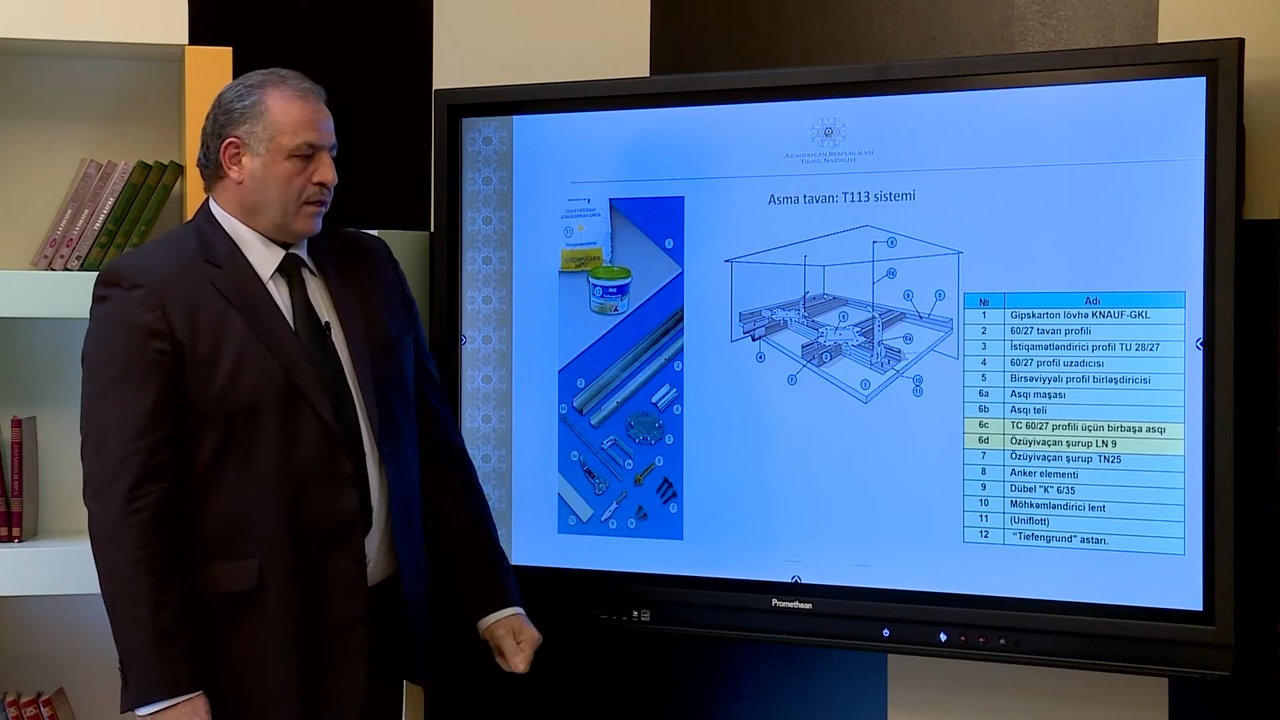 AZƏRBAYCAN RESPUBLİKASI
TƏHSİL NAZİRLİYİ
Asma tavan: T113 sistemi
№ Adı
1 Gipskarton lövhə KNAUF-GKL
2 60/27 tavan profili
3 İstiqamətləndirici profil TU 28/27
4 60/27 profil uzadıcısı
5 Birsəviyyəli profil birləşdiricisi
6a Asqı maşası
6b Asqı teli
6c TC 60/27 profili üçün birbaşa asqı
6d Özüyivaçan şurup LN 9
7 Özüyivaçan şurup TN25
8 Anker elementi
9 Dübel "K" 6/35
10 Möhkəmləndirici lent
11 (Uniflott)
12 “Tiefengrund" astarı.
Promethean